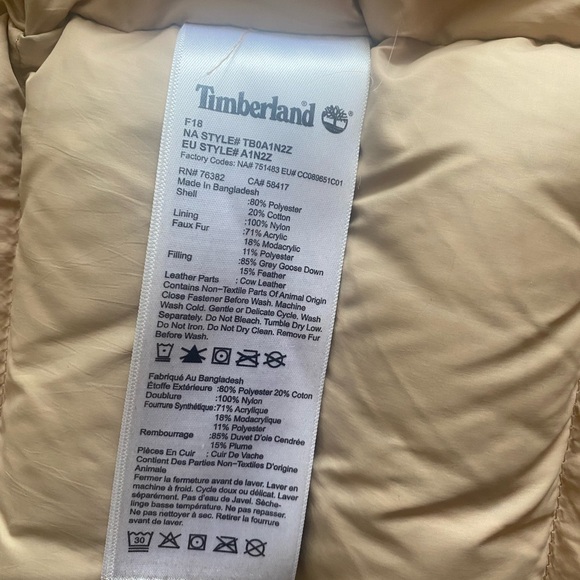 Timberland
F18
NA STYLE# TB0A1N2Z
EU STYLE# A1N2Z
Factory Codes: NA# 751483 EU# CC089651C01
RN# 76382 CA# 58417
Made In Bangladesh
Shell :80% Polyester
20% Cotton
Lining :100% Nylon
Faux Fur :71% Acrylic
18% Modacrylic
11% Polyester
Filling :85% Grey Goose Down
15% Feather
Leather Parts : Cow Leather
Contains Non-Textile Parts Of Animal Origin
Close Fastener Before Wash. Machine
Wash Cold. Gentle or Delicate Cycle. Wash
Separately. Do Not Bleach. Tumble Dry Low.
Do Not Iron. Do Not Dry Clean. Remove Fur
Before Wash.
Fabriqué Au Bangladesh
Étoffe Extérieure :80% Polyester 20% Coton
Doublure :100% Nylon
Fourrure Synthétique:71% Acrylique
18% Modacrylique
11% Polyester
Rembourrage :85% Duvet D'oie Cendrée
15% Plume
Pièces En Cuir : Cuir De Vache
Contient Des Parties Non-Textiles D'origine
Animale
Fermer la fermeture avant de laver. Laver en
machine à froid. Cycle doux ou délicat. Laver
séparément. Pas d'eau de Javel. Sèche-
linge basse température. Ne pas repasser.
Ne pas nettoyer à sec. Retirer la fourrure
avant du lavage.
30